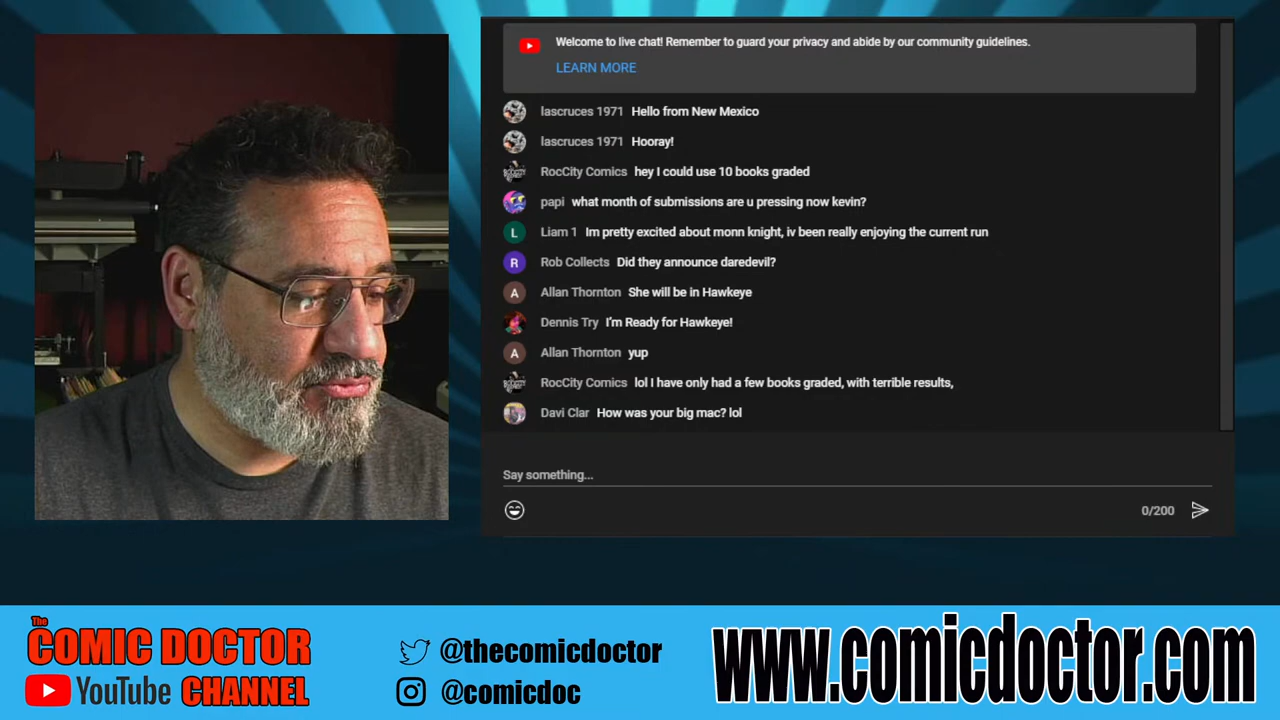 Welcome to live chat! Remember to guard your privacy and abide by our community guidelines.
LEARN MORE
lascruces 1971 Hello from New Mexico
lascruces 1971 Hooray!
RocCity Comics hey I could use 10 books graded
papi what month of submissions are u pressing now kevin?
L Liam 1 Im pretty excited about monn knight, iv been really enjoying the current run
R Rob Collects Did they announce daredevil?
A Allan Thornton She will be in Hawkeye
Dennis Try I'm Ready for Hawkeye!
A Allan Thornton yup
RocCity Comics lol I have only had a few books graded, with terrible results,
Davi Clar How was your big mac? lol
Say something...
0/200
The
COMIC DOCTOR
YouTube CHANNEL
@thecomicdoctor
@comicdoc
www.comicdoctor.com